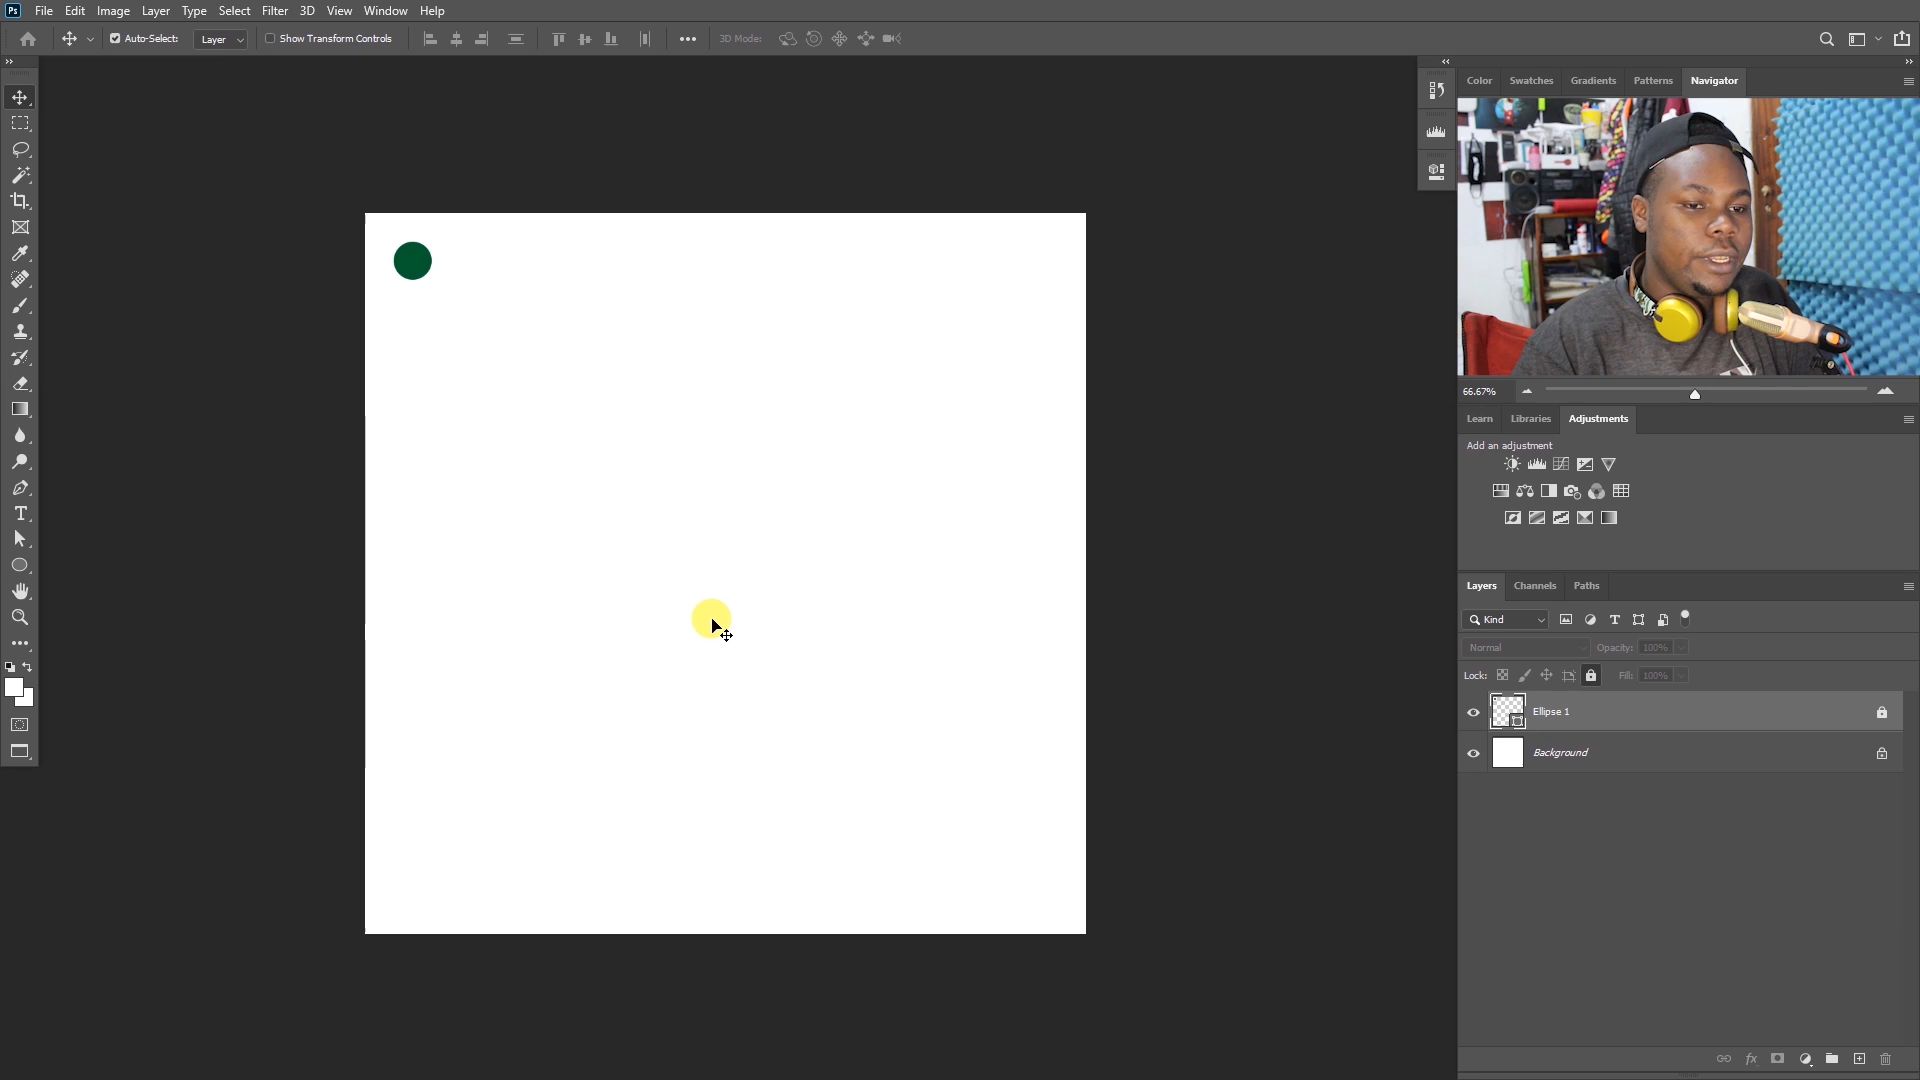 Ps File Edit Image Layer Type Select Filter 3D View Window Help
Auto-Select: Layer Show Transform Controls 3D Mode:
Color Swatches Gradients Patterns Navigator
66.67%
Learn Libraries Adjustments
Add an adjustment
Layers Channels Paths
Kind
Normal Opacity: 100%
Lock: Fill: 100%
Ellipse 1
Background
fx